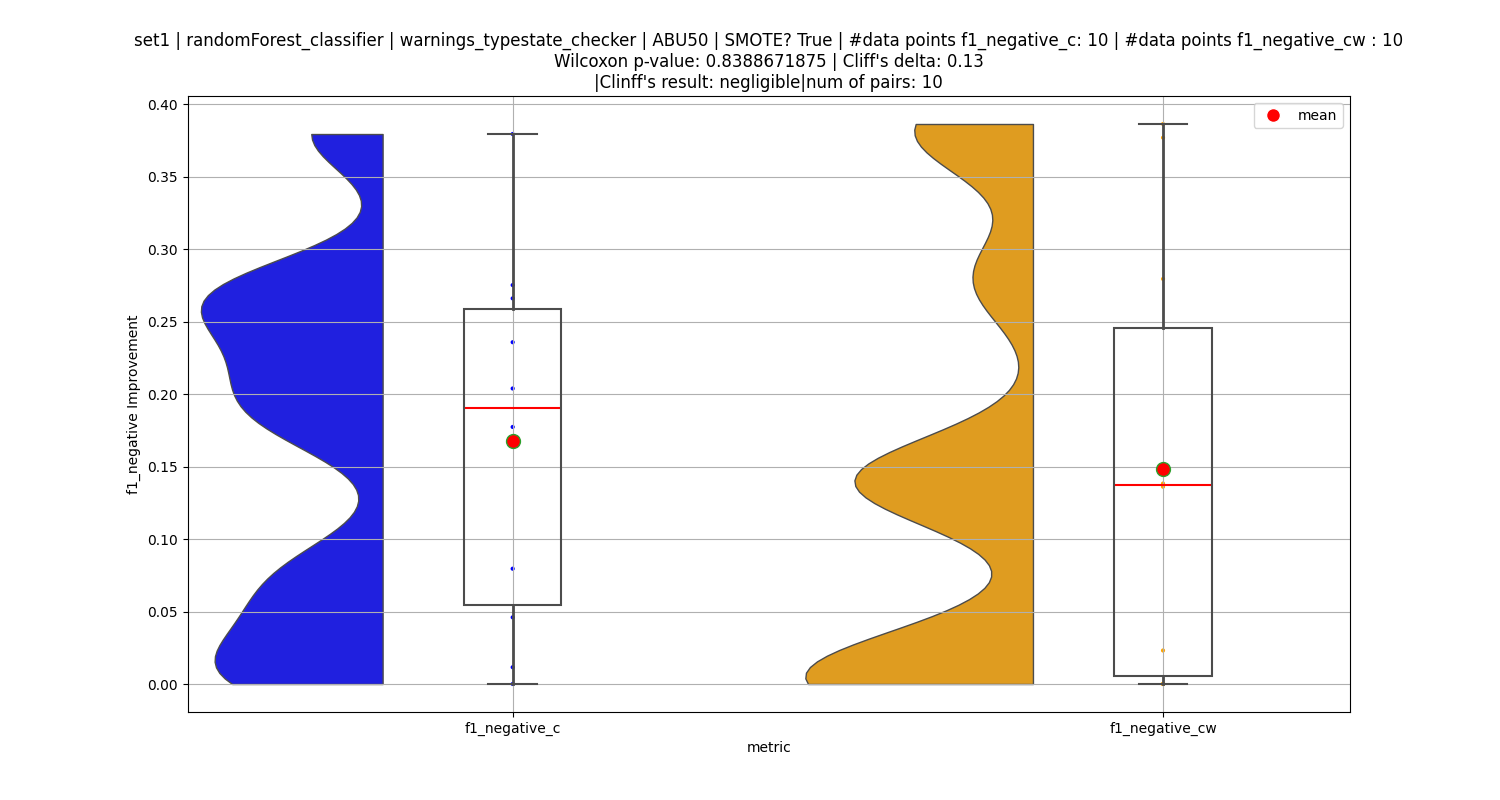 set1 | randomForest_classifier | warnings_typestate_checker | ABU50 | SMOTE? True | #data points f1_negative_c: 10 | #data points f1_negative_cw : 10
Wilcoxon p-value: 0.8388671875 | Cliff's delta: 0.13
|Clinff's result: negligible|num of pairs: 10
mean
0.40
0.35
0.30
0.25
0.20
0.15
0.10
0.05
0.00
f1_negative Improvement
f1_negative_c
f1_negative_cw
metric